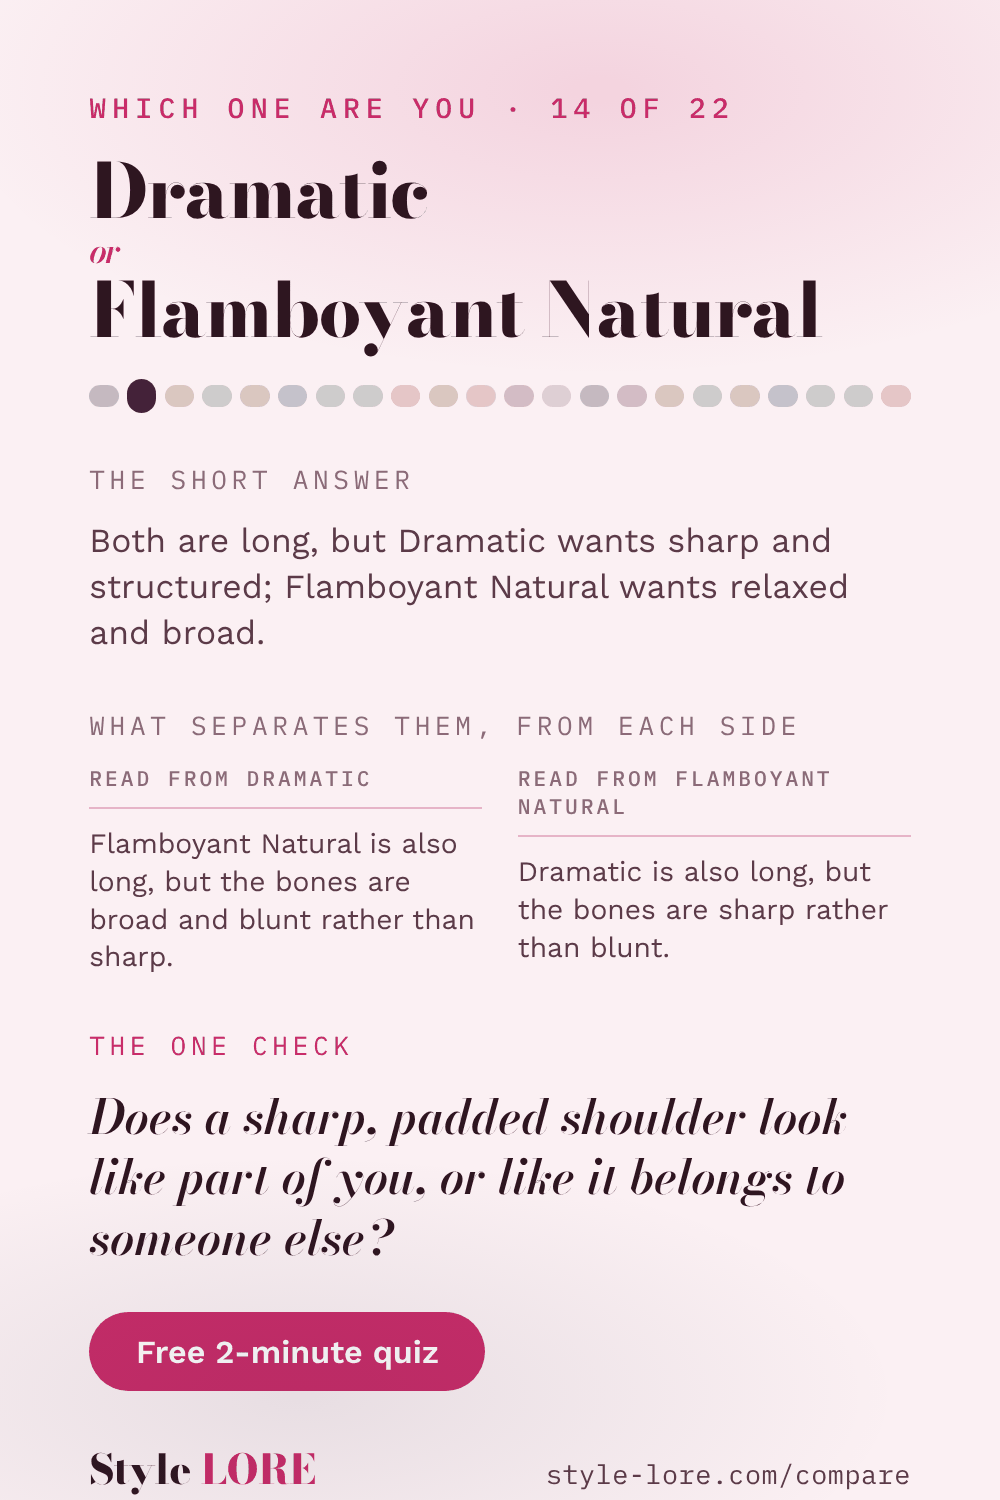 WHICH ONE ARE YOU · 14 OF 22
Dramatic
or
Flamboyant Natural
THE SHORT ANSWER
Both are long, but Dramatic wants sharp and
structured; Flamboyant Natural wants relaxed
and broad.
WHAT SEPARATES THEM, FROM EACH SIDE
READ FROM DRAMATIC
Flamboyant Natural is also
long, but the bones are
broad and blunt rather than
sharp.
READ FROM FLAMBOYANT
NATURAL
Dramatic is also long, but
the bones are sharp rather
than blunt.
THE ONE CHECK
Does a sharp, padded shoulder look
like part of you, or like it belongs to
someone else?
Free 2-minute quiz
Style LORE
style-lore.com/compare